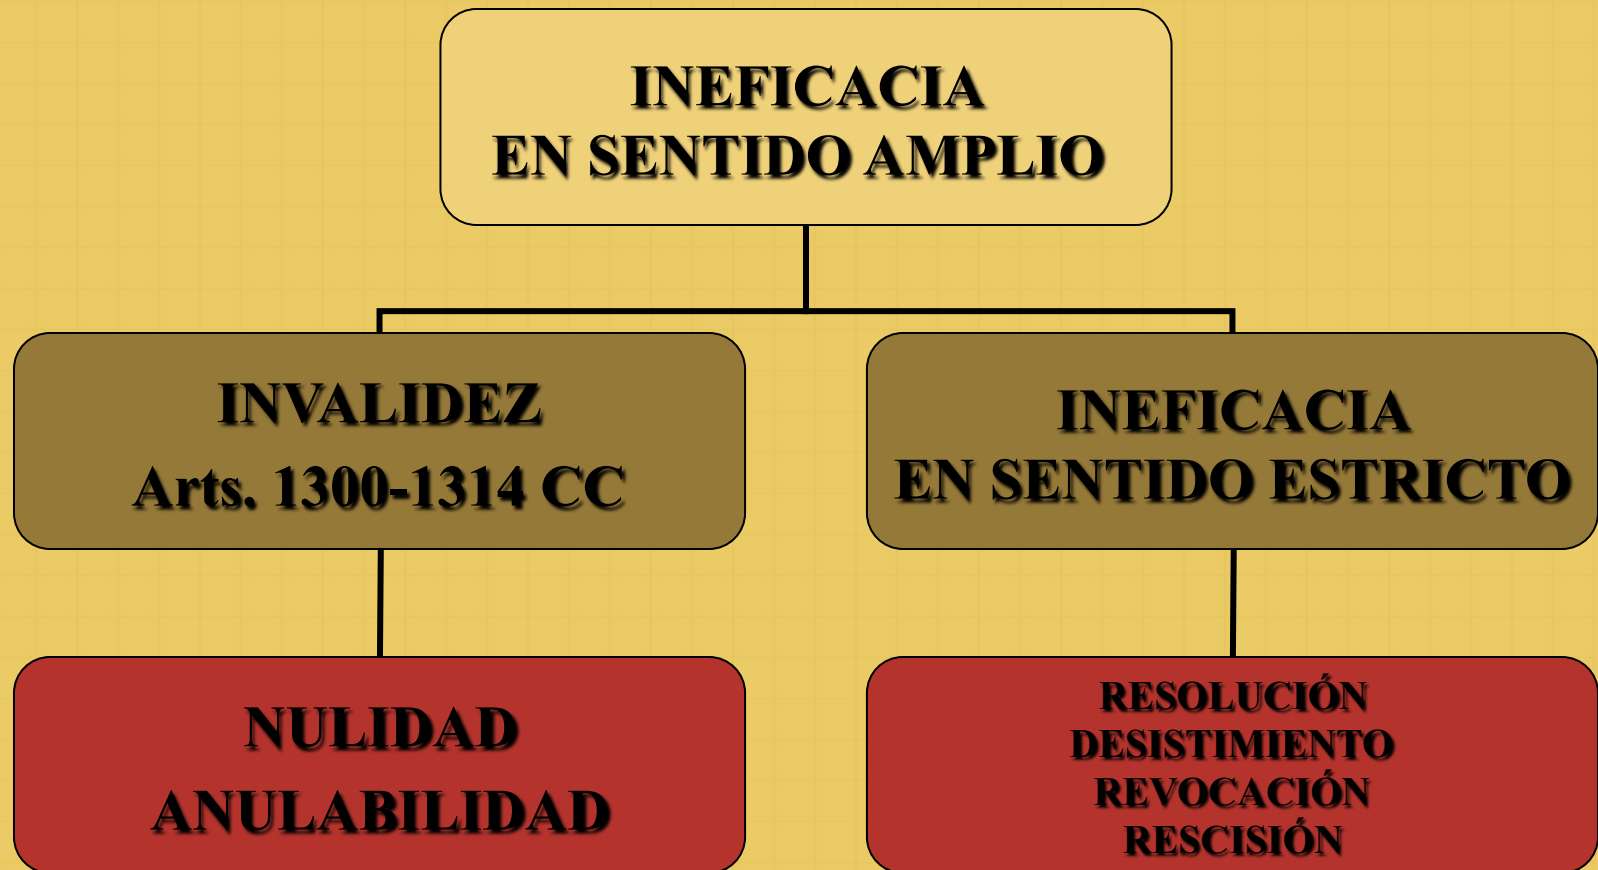 INEFICACIA
EN SENTIDO AMPLIO
INVALIDEZ
Arts. 1300-1314 CC
INEFICACIA
EN SENTIDO ESTRICTO
NULIDAD
ANULABILIDAD
RESOLUCIÓN
DESISTIMIENTO
REVOCACIÓN
RESCISIÓN